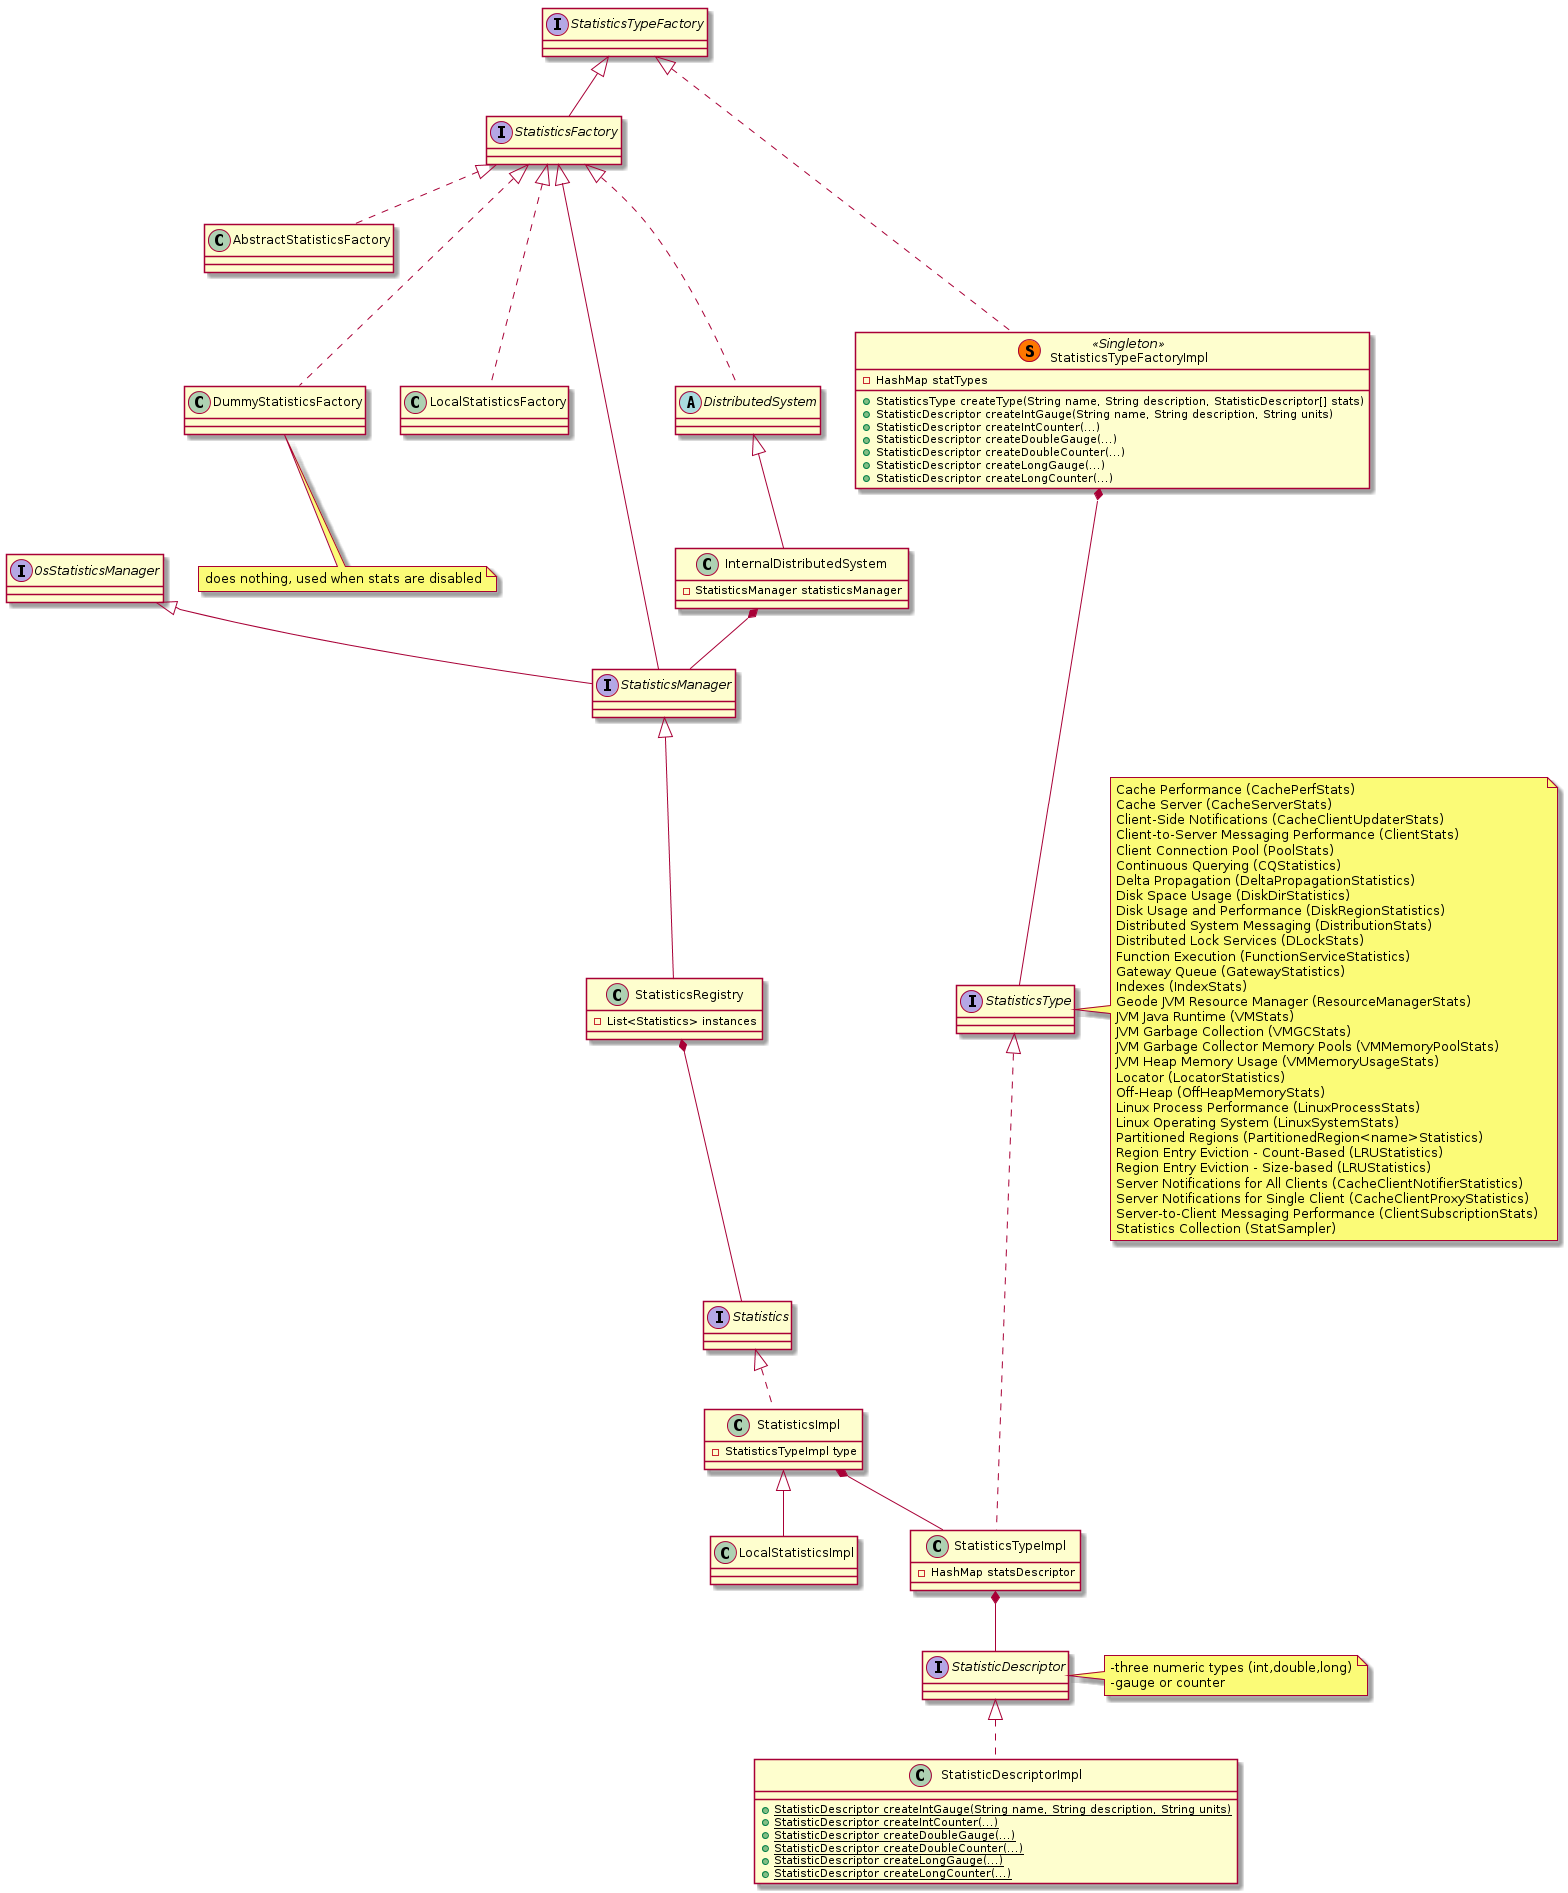 I StatisticsTypeFactory
I StatisticsFactory
C AbstractStatisticsFactory
S «Singleton»
StatisticsTypeFactoryImpl
HashMap statTypes
StatisticsType createType(String name, String description, StatisticDescriptor[] stats)
StatisticDescriptor createIntGauge(String name, String description, String units)
StatisticDescriptor createIntCounter(...)
StatisticDescriptor createDoubleGauge(...)
StatisticDescriptor createDoubleCounter(...)
StatisticDescriptor createLongGauge(...)
StatisticDescriptor createLongCounter(...)
C DummyStatisticsFactory
C LocalStatisticsFactory
A DistributedSystem
I OsStatisticsManager
does nothing, used when stats are disabled
C InternalDistributedSystem
StatisticsManager statisticsManager
I StatisticsManager
Cache Performance (CachePerfStats)
Cache Server (CacheServerStats)
Client-Side Notifications (CacheClientUpdaterStats)
Client-to-Server Messaging Performance (ClientStats)
Client Connection Pool (PoolStats)
Continuous Querying (CQStatistics)
Delta Propagation (DeltaPropagationStatistics)
Disk Space Usage (DiskDirStatistics)
Disk Usage and Performance (DiskRegionStatistics)
Distributed System Messaging (DistributionStats)
Distributed Lock Services (DLockStats)
Function Execution (FunctionServiceStatistics)
Gateway Queue (GatewayStatistics)
Indexes (IndexStats)
Geode JVM Resource Manager (ResourceManagerStats)
JVM Java Runtime (VMStats)
JVM Garbage Collection (VMGCStats)
JVM Garbage Collector Memory Pools (VMMemoryPoolStats)
JVM Heap Memory Usage (VMMemoryUsageStats)
Locator (LocatorStatistics)
Off-Heap (OffHeapMemoryStats)
Linux Process Performance (LinuxProcessStats)
Linux Operating System (LinuxSystemStats)
Partitioned Regions (PartitionedRegion<name>Statistics)
Region Entry Eviction - Count-Based (LRUStatistics)
Region Entry Eviction - Size-based (LRUStatistics)
Server Notifications for All Clients (CacheClientNotifierStatistics)
Server Notifications for Single Client (CacheClientProxyStatistics)
Server-to-Client Messaging Performance (ClientSubscriptionStats)
Statistics Collection (StatSampler)
C StatisticsRegistry
List<Statistics> instances
I StatisticsType
I Statistics
C StatisticsImpl
StatisticsTypeImpl type
C LocalStatisticsImpl
C StatisticsTypeImpl
HashMap statsDescriptor
I StatisticDescriptor
-three numeric types (int,double,long)
-gauge or counter
C StatisticDescriptorImpl
StatisticDescriptor createIntGauge(String name, String description, String units)
StatisticDescriptor createIntCounter(...)
StatisticDescriptor createDoubleGauge(...)
StatisticDescriptor createDoubleCounter(...)
StatisticDescriptor createLongGauge(...)
StatisticDescriptor createLongCounter(...)